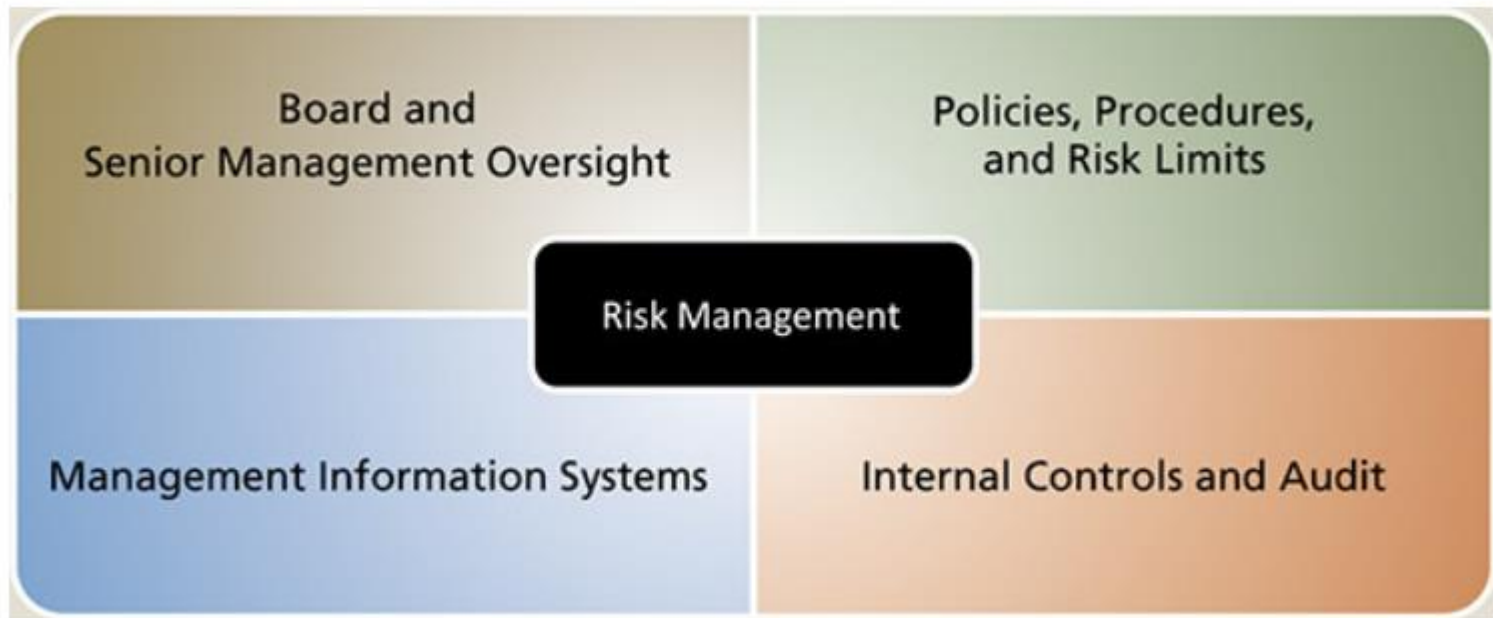 Board and
Senior Management Oversight
Policies, Procedures,
and Risk Limits
Risk Management
Management Information Systems
Internal Controls and Audit